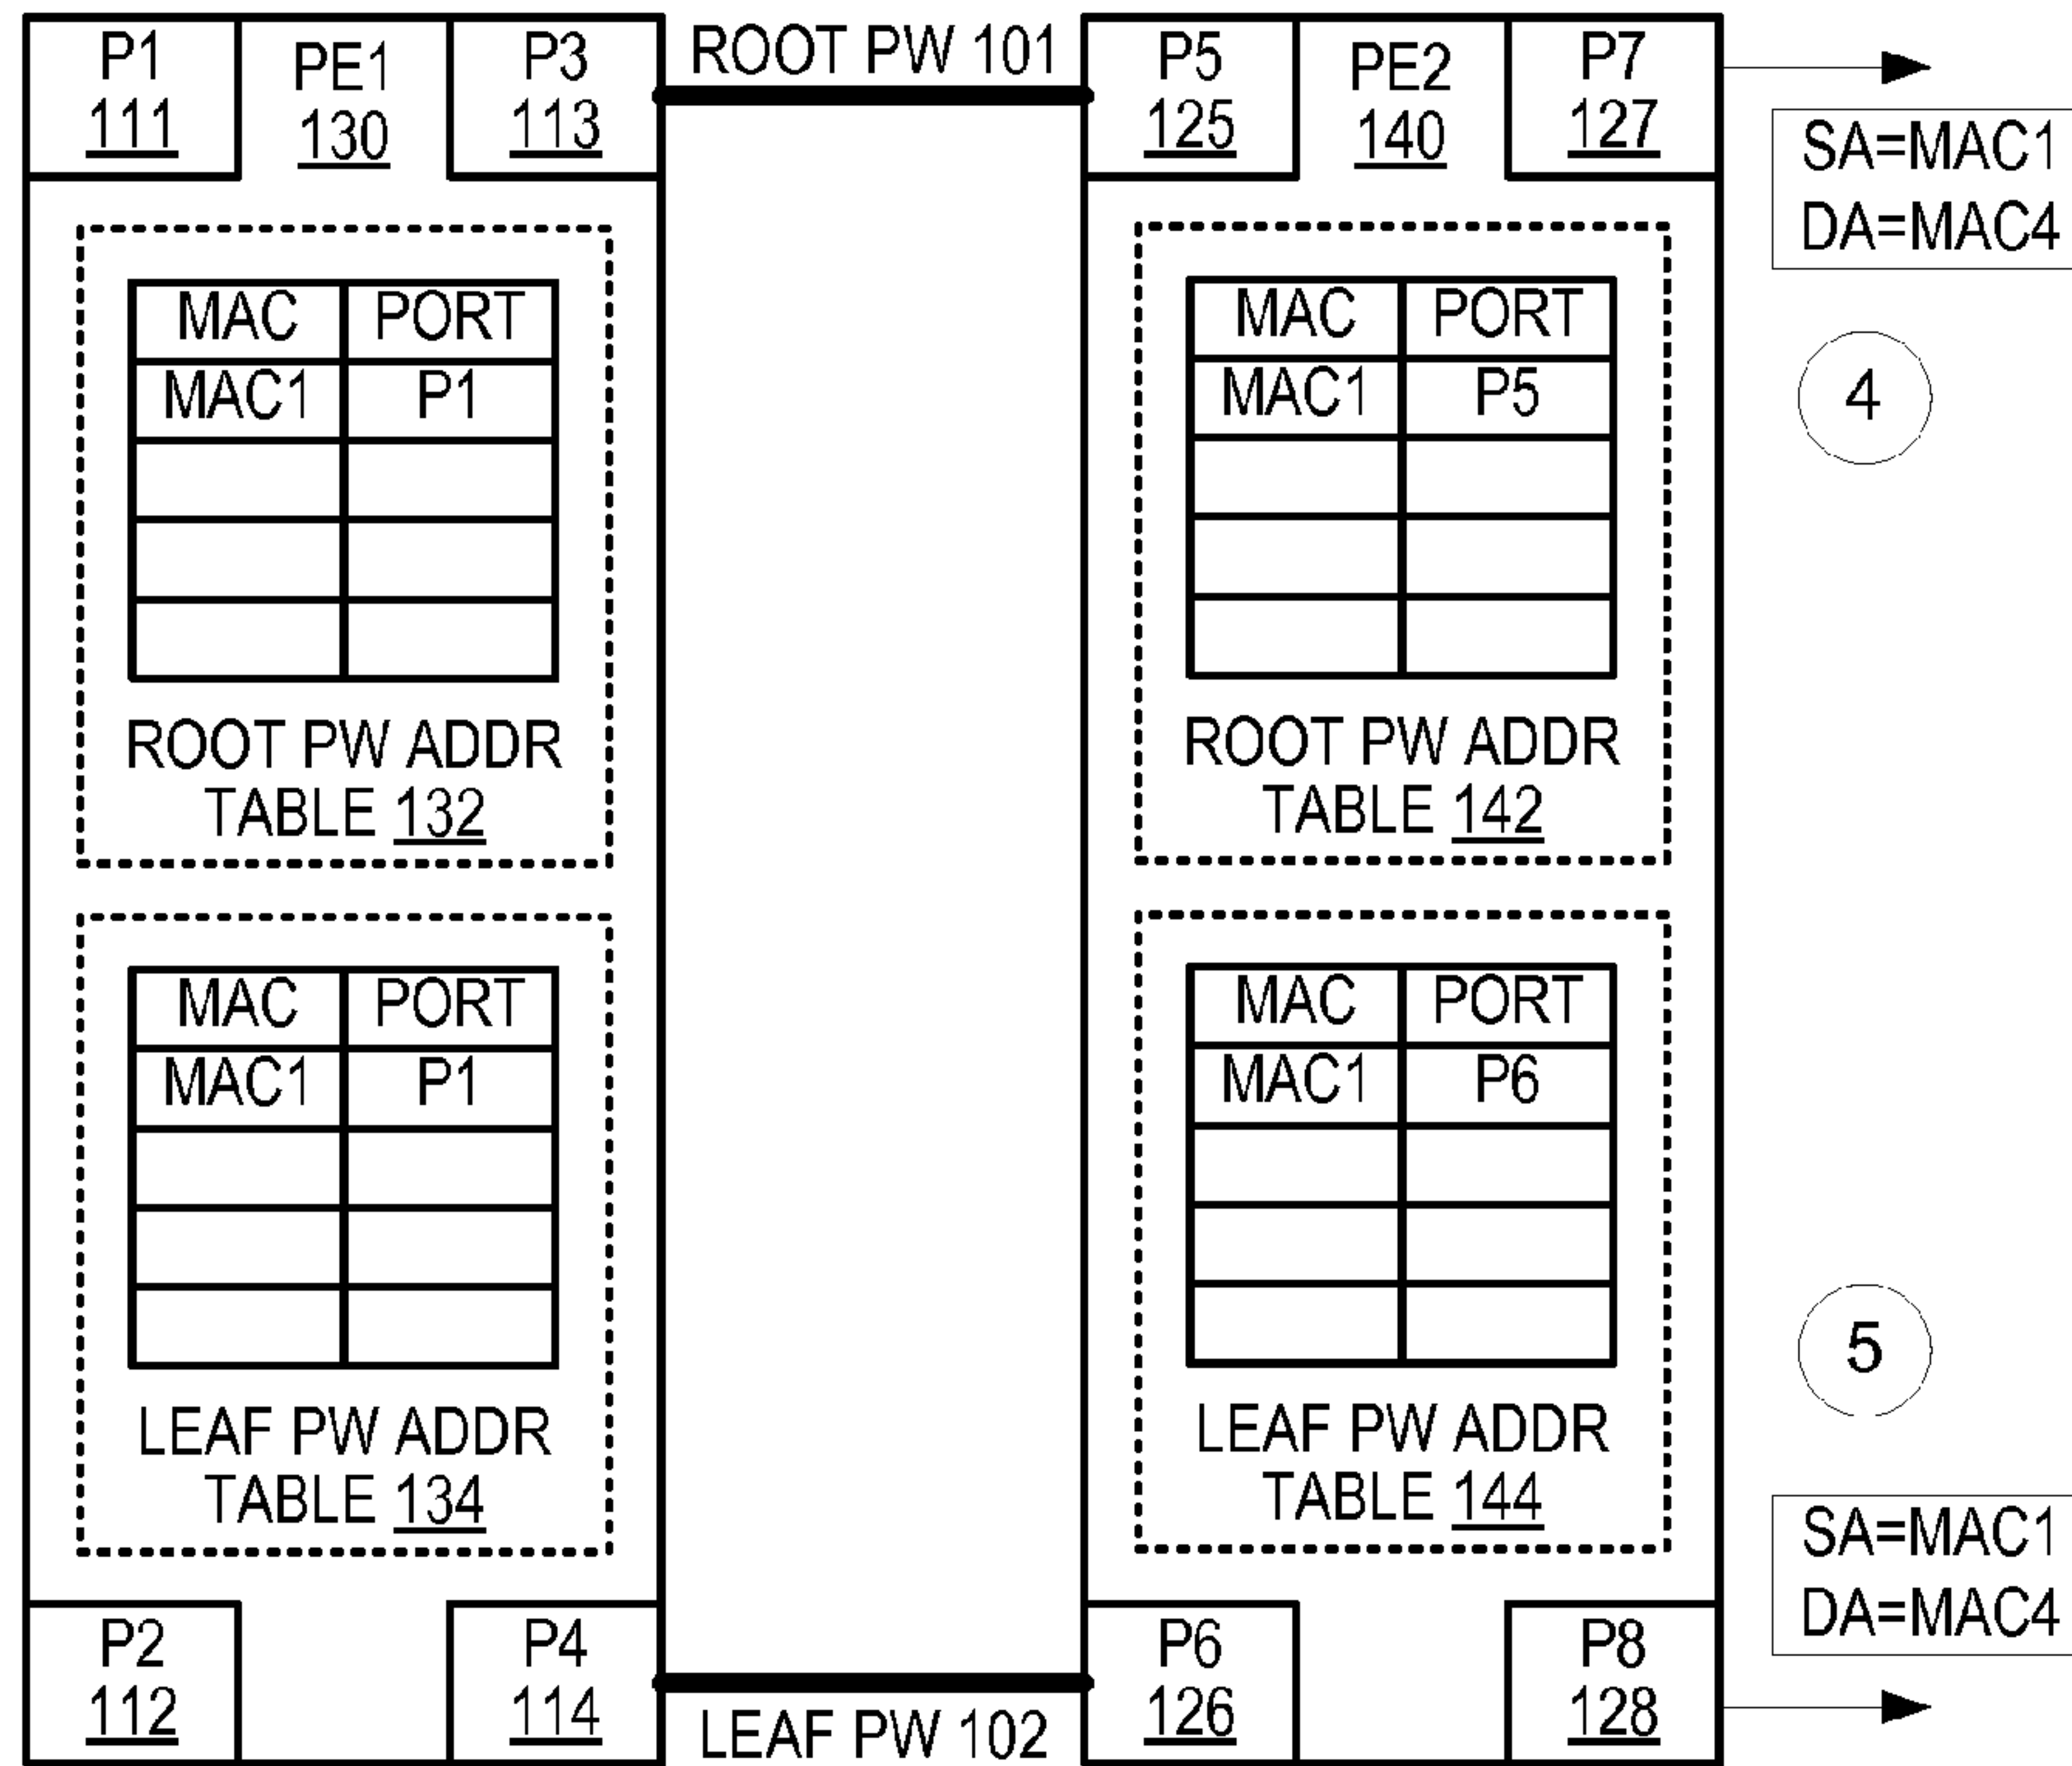 P1
111
PE1
130
P3
113
ROOT PW 101
P5
125
PE2
140
P7
127
SA=MAC1
DA=MAC4
MAC PORT
MAC1 P1
ROOT PW ADDR
TABLE 132
MAC PORT
MAC1 P5
ROOT PW ADDR
TABLE 142
4
MAC PORT
MAC1 P1
LEAF PW ADDR
TABLE 134
MAC PORT
MAC1 P6
LEAF PW ADDR
TABLE 144
5
SA=MAC1
DA=MAC4
P2
112
P4
114
LEAF PW 102
P6
126
P8
128